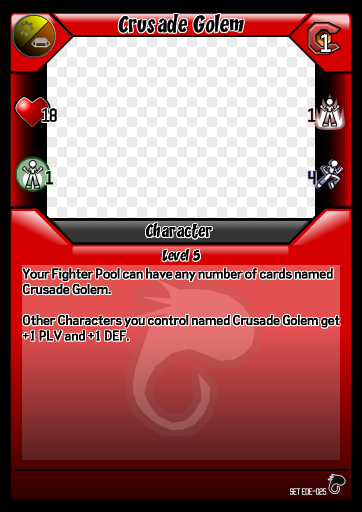 Crusade Golem
1
18
1
1
4
Character
Level 5
Your Fighter Pool can have any number of cards named
Crusade Golem.
Other Characters you control named Crusade Golem get
+1 PLV and +1 DEF.
SET EOE-025